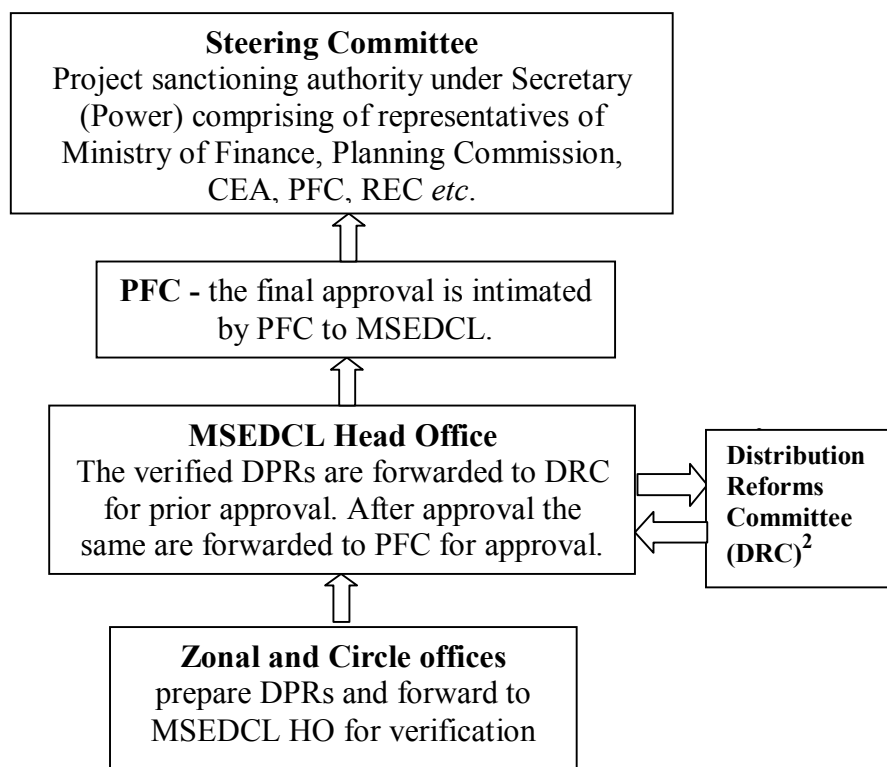 Steering Committee
Project sanctioning authority under Secretary
(Power) comprising of representatives of
Ministry of Finance, Planning Commission,
CEA, PFC, REC etc.
PFC - the final approval is intimated
by PFC to MSEDCL.
MSEDCL Head Office
The verified DPRs are forwarded to DRC
for prior approval. After approval the
same are forwarded to PFC for approval.
Distribution
Reforms
Committee
(DRC)2
Zonal and Circle offices
prepare DPRs and forward to
MSEDCL HO for verification